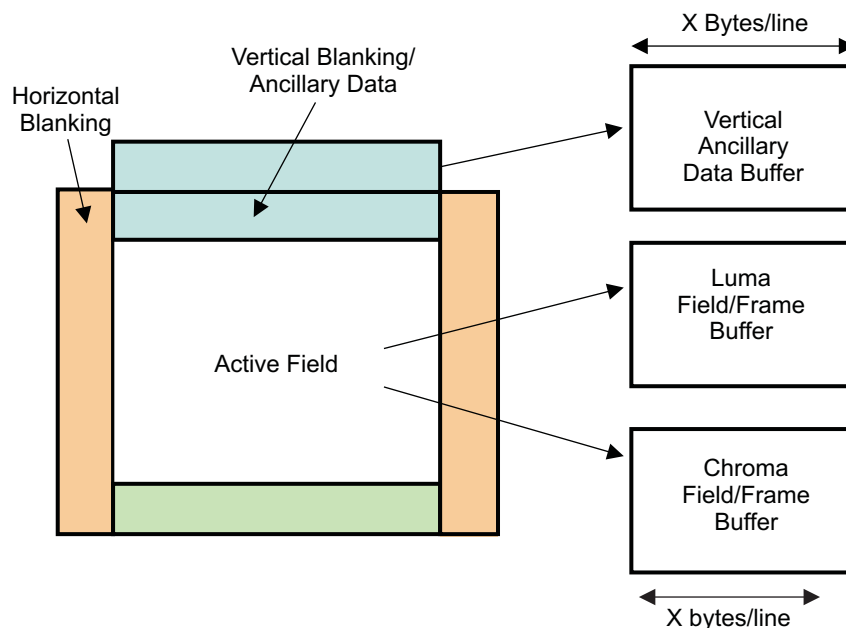 X Bytes/line
Vertical Blanking/
Ancillary Data
Horizontal
Blanking
Vertical
Ancillary
Data Buffer
Luma
Field/Frame
Buffer
Active Field
Chroma
Field/Frame
Buffer
X bytes/line